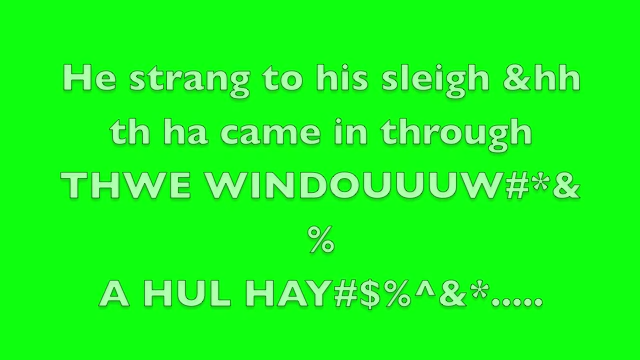 He strang to his sleigh &hh
th ha came in through
THWE WINDOUUUW#*&
%
A HUL HAY#$%^&*.....